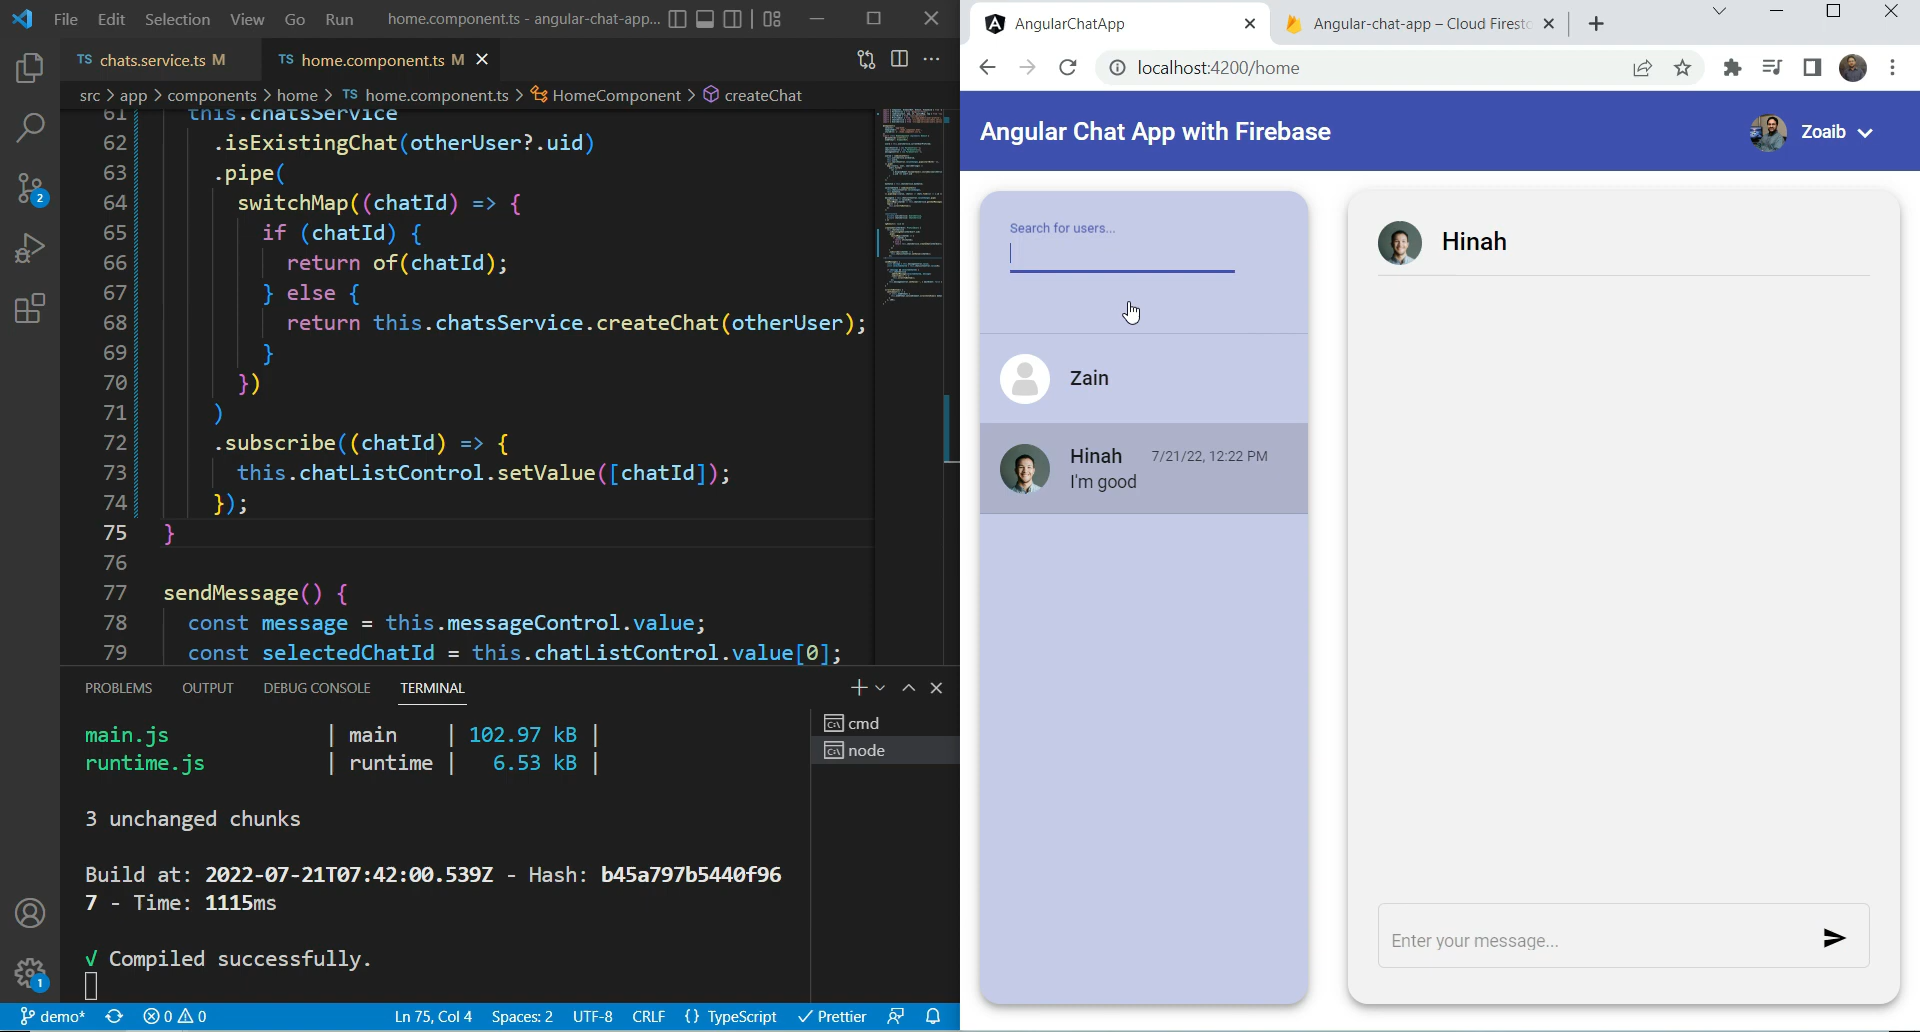 File Edit Selection View Go Run home.component.ts - angular-chat-app...
TS chats.service.ts M TS home.component.ts M
src > app > components > home > TS home.component.ts > HomeComponent > createChat
61 this.chatsService
62 .isExistingChat(otherUser?.uid)
63 .pipe(
64 switchMap((chatId) => {
65 if (chatId) {
66 return of(chatId);
67 } else {
68 return this.chatsService.createChat(otherUser);
69 }
70 })
71 )
72 .subscribe((chatId) => {
73 this.chatListControl.setValue([chatId]);
74 });
75 }
76
77 sendMessage() {
78 const message = this.messageControl.value;
79 const selectedChatId = this.chatListControl.value[0];
PROBLEMS OUTPUT DEBUG CONSOLE TERMINAL
main.js | main | 102.97 kB |
runtime.js | runtime | 6.53 kB |
3 unchanged chunks
Build at: 2022-07-21T07:42:00.539Z - Hash: b45a797b5440f96
7 - Time: 1115ms
√ Compiled successfully.
cmd
node
2
1
demo* 0 0 Ln 75, Col 4 Spaces: 2 UTF-8 CRLF {} TypeScript Prettier
AngularChatApp Angular-chat-app – Cloud Firesto
localhost:4200/home
Angular Chat App with Firebase Zoaib
Search for users...
Zain
Hinah 7/21/22, 12:22 PM
I'm good
Hinah
Enter your message...